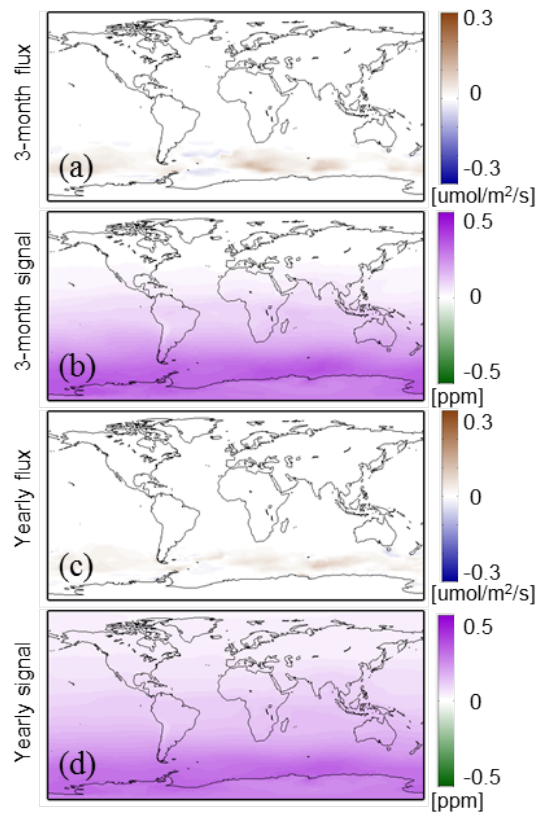 3-month flux
(a)
0.3
0
-0.3
[umol/m²/s]
3-month signal
(b)
0.5
0
-0.5
[ppm]
Yearly flux
(c)
0.3
0
-0.3
[umol/m²/s]
Yearly signal
(d)
0.5
0
-0.5
[ppm]